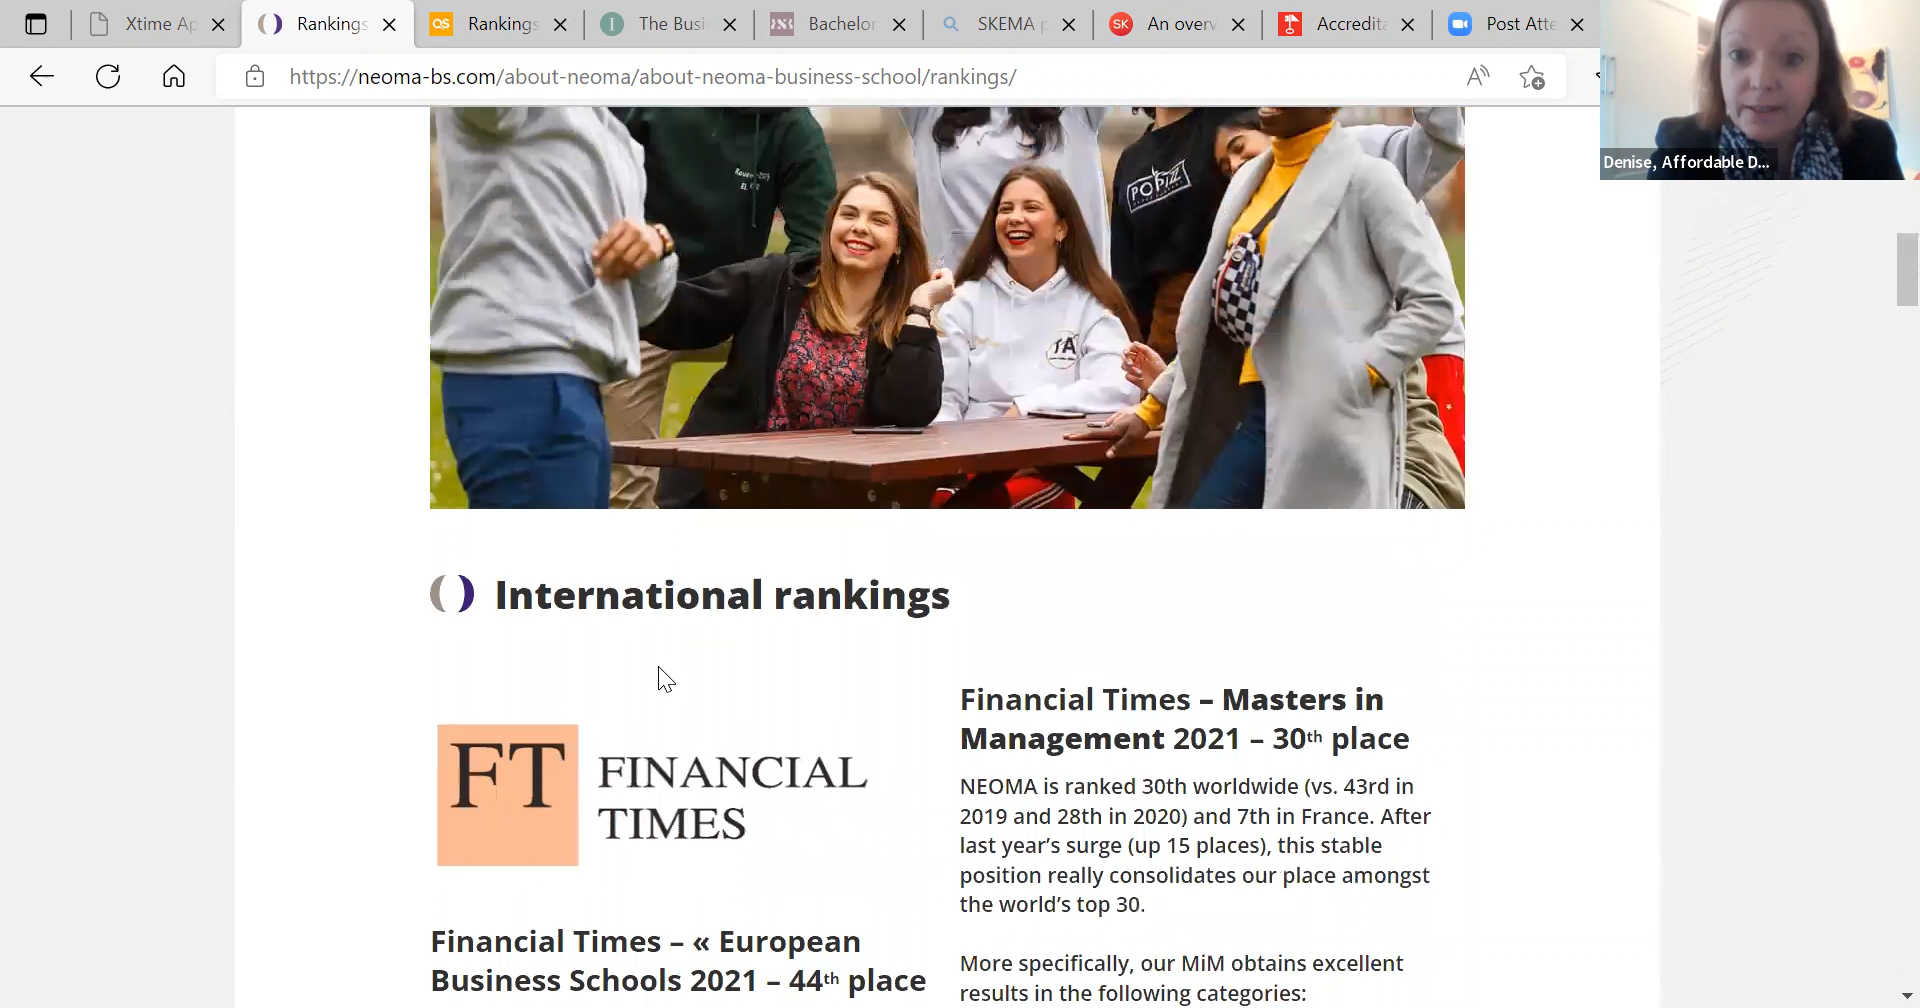 Xtime Ap
Rankings
QS
Rankings
I
The Busi
Bachelor
SKEMA p
SK
An overv
Accredita
Post Atte
https://neoma-bs.com/about-neoma/about-neoma-business-school/rankings/
Denise, Affordable D...
POPIZ
International rankings
FT
FINANCIAL
TIMES
Financial Times – « European
Business Schools 2021 – 44th place
Financial Times – Masters in
Management 2021 – 30th place
NEOMA is ranked 30th worldwide (vs. 43rd in
2019 and 28th in 2020) and 7th in France. After
last year's surge (up 15 places), this stable
position really consolidates our place amongst
the world's top 30.
More specifically, our MiM obtains excellent
results in the following categories: